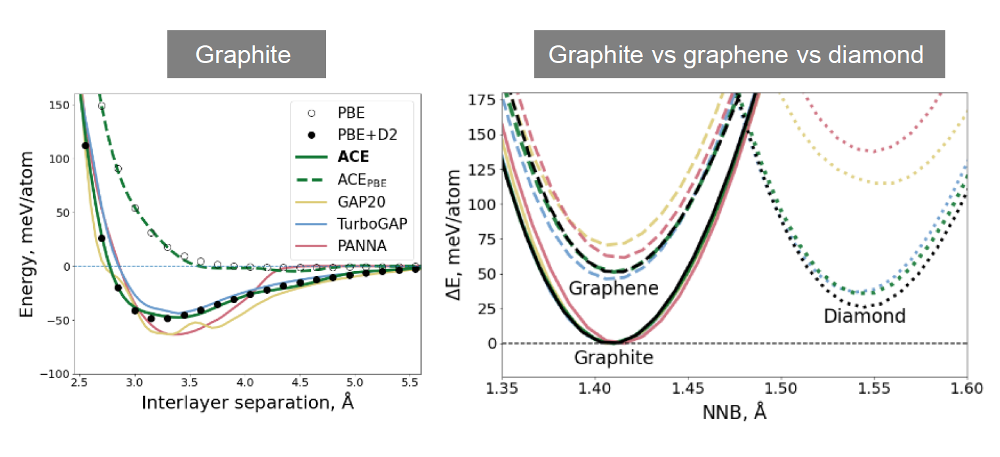 Graphite
Graphite vs graphene vs diamond
150
100
50
0
−50
−100
Energy, meV/atom
PBE
PBE+D2
ACE
ACE_PBE
GAP20
TurboGAP
PANNA
2.5 3.0 3.5 4.0 4.5 5.0 5.5
Interlayer separation, Å
175
150
125
100
75
50
25
0
ΔE, meV/atom
Graphene
Diamond
Graphite
1.35 1.40 1.45 1.50 1.55 1.60
NNB, Å